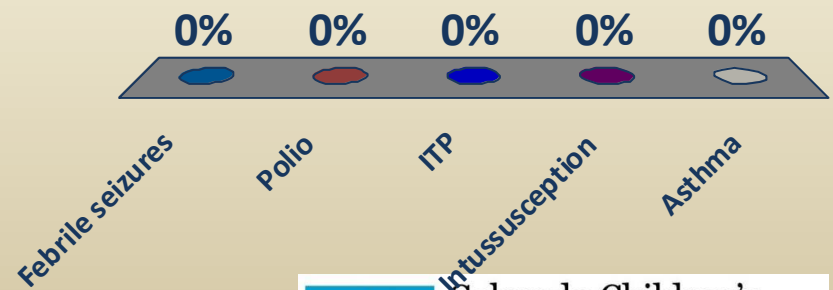 0% 0% 0% 0% 0%
Febrile seizures
Polio
ITP
Intussusception
Asthma